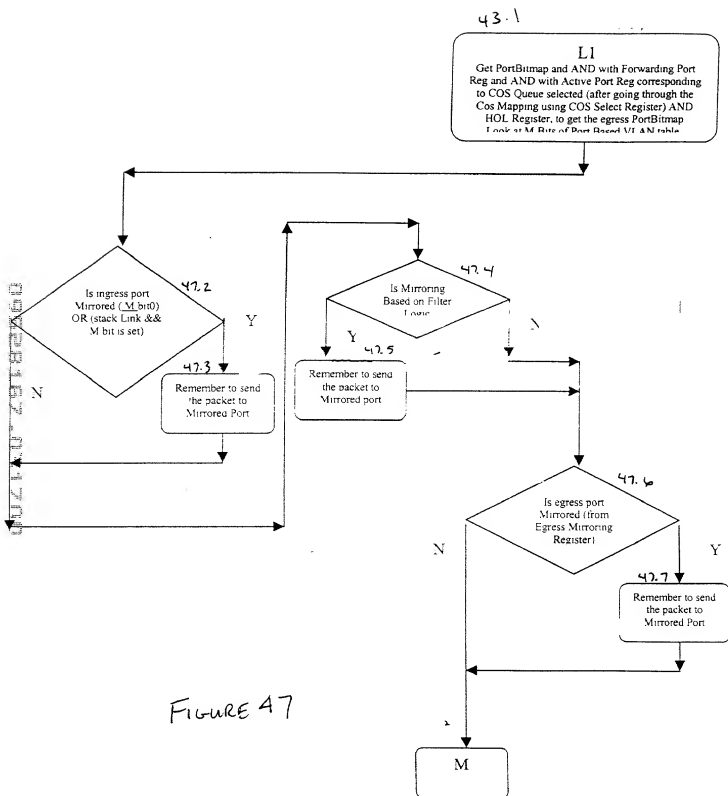 43.1
L1
Get PortBitmap and AND with Forwarding Port
Reg and AND with Active Port Reg corresponding
to COS Queue selected (after going through the
Cos Mapping using COS Select Register) AND
HOL Register, to get the egress PortBitmap
Look at M Bits of Port Based VLAN table
Is ingress port
Mirrored (M bit0)
OR (stack Link &&
M bit is set)
47.2
Y
N
47.3
Remember to send
the packet to
Mirrored Port
Is Mirroring
Based on Filter
Logic
47.4
Y
N
47.5
Remember to send
the packet to
Mirrored port
47.6
Is egress port
Mirrored (from
Egress Mirroring
Register)
N
Y
47.7
Remember to send
the packet to
Mirrored Port
FIGURE 47
M